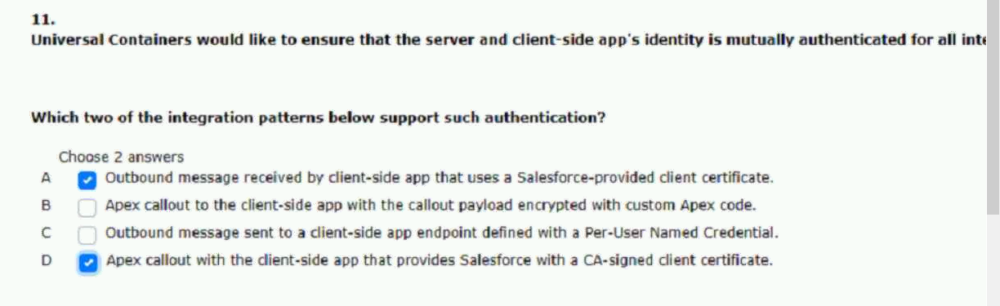 11.
Universal Containers would like to ensure that the server and client-side app's identity is mutually authenticated for all inte
Which two of the integration patterns below support such authentication?
Choose 2 answers
A Outbound message received by client-side app that uses a Salesforce-provided client certificate.
B Apex callout to the client-side app with the callout payload encrypted with custom Apex code.
C Outbound message sent to a client-side app endpoint defined with a Per-User Named Credential.
D Apex callout with the client-side app that provides Salesforce with a CA-signed client certificate.